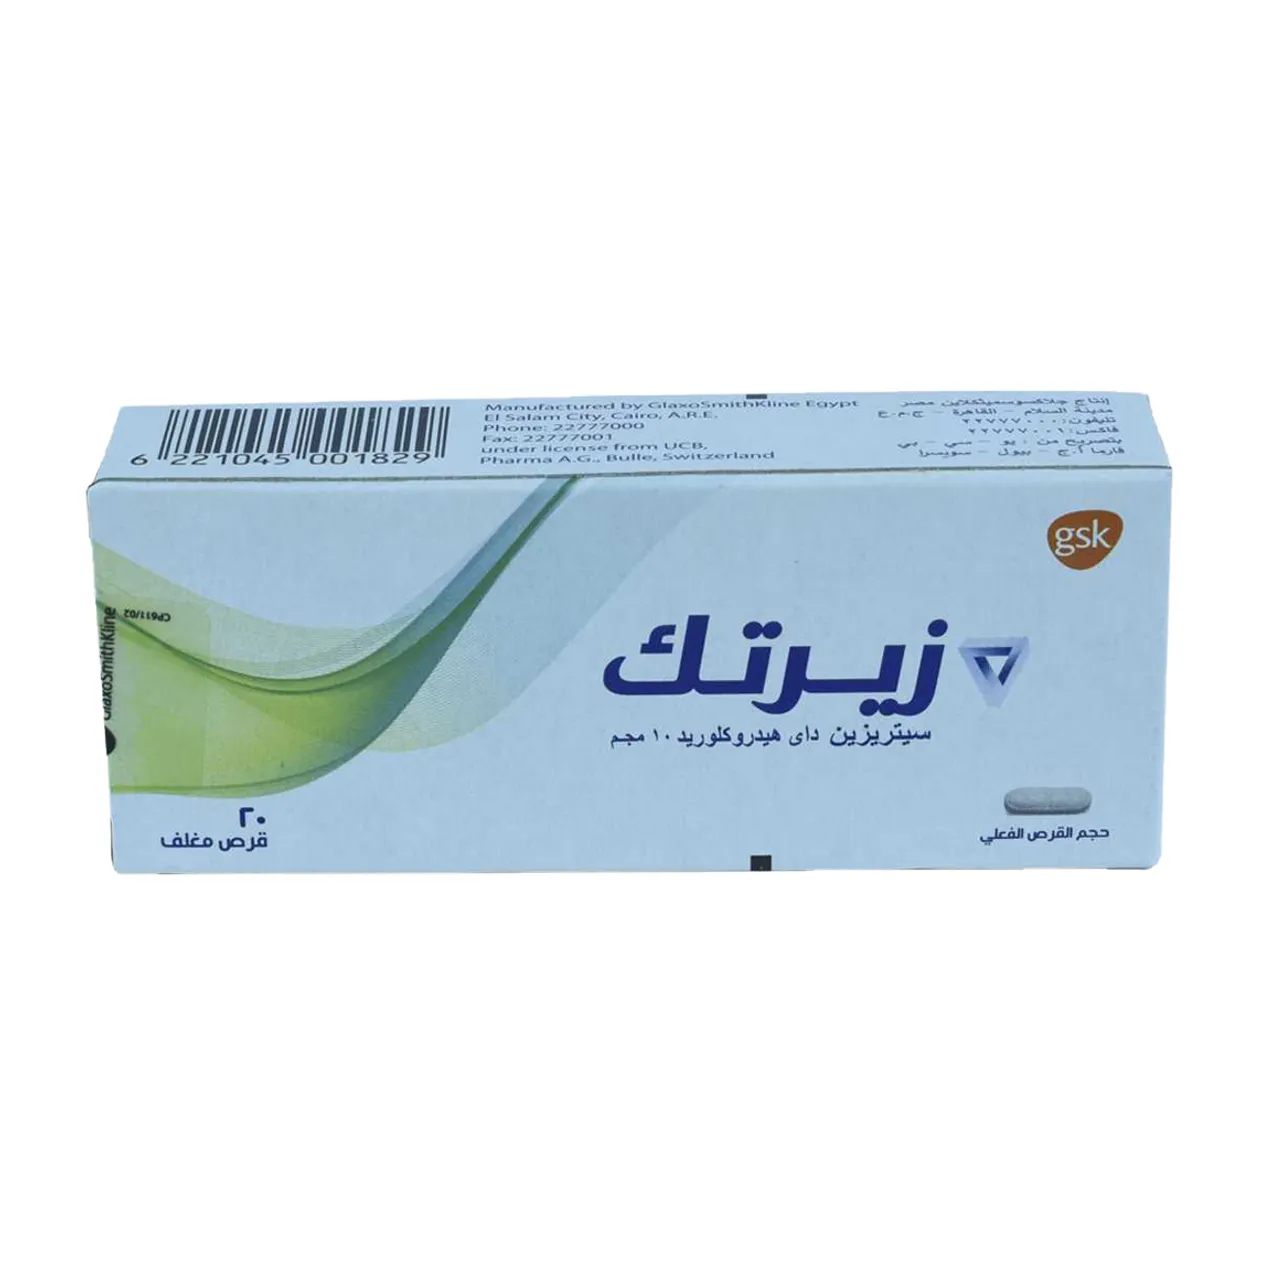 6 221045 001829
Manufactured by GlaxoSmithKline Egypt
El Salam City, Cairo, A.R.E.
Phone: 22777000
Fax: 22777001
under license from UCB,
Pharma A.G., Bulle, Switzerland
إنتاج جلاكسوسميثكلاين مصر
مدينة السلام - القاهرة - ج.م.ع
تليفون: ٢٢٧٧٧٠٠٠
فاكس: ٢٢٧٧٧٠٠١
بتصريح من : يو - سي - بي
فارما أ.ج - بيول - سويسرا
gsk
زيرتك
سيتريزين داى هيدروكلوريد ١٠ مجم
حجم القرص الفعلي
٢٠
قرص مغلف
CP611/02
GlaxoSmithKline